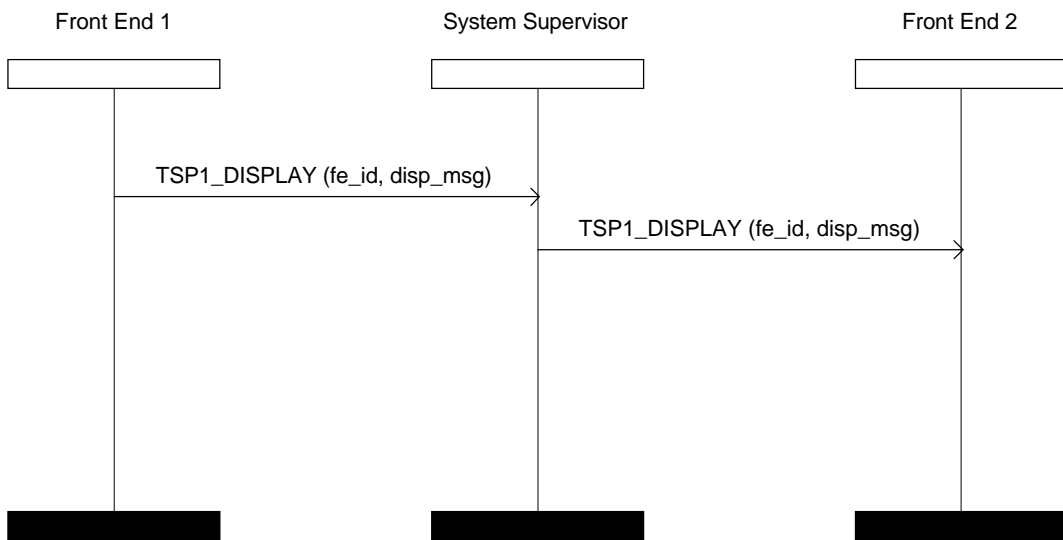 Front End 1
System Supervisor
Front End 2
TSP1_DISPLAY (fe_id, disp_msg)
TSP1_DISPLAY (fe_id, disp_msg)